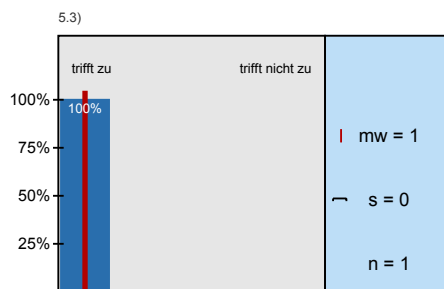 5.3)
trifft zu trifft nicht zu
100%
100%
75%
mw = 1
50%
s = 0
25%
n = 1